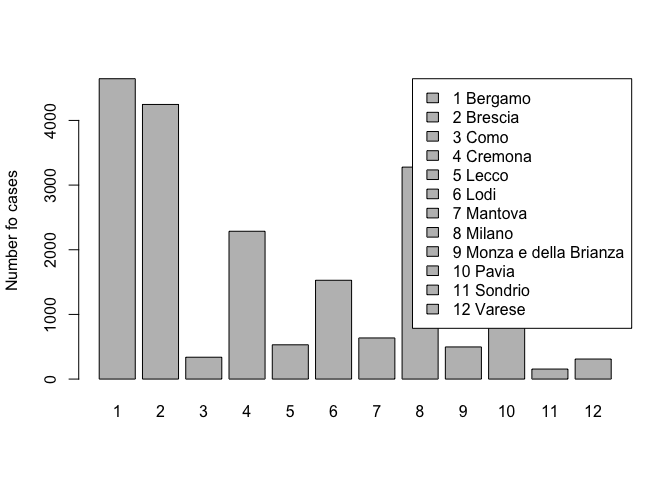 Number fo cases
4000
3000
2000
1000
0
1 Bergamo
2 Brescia
3 Como
4 Cremona
5 Lecco
6 Lodi
7 Mantova
8 Milano
9 Monza e della Brianza
10 Pavia
11 Sondrio
12 Varese
1 2 3 4 5 6 7 8 9 10 11 12